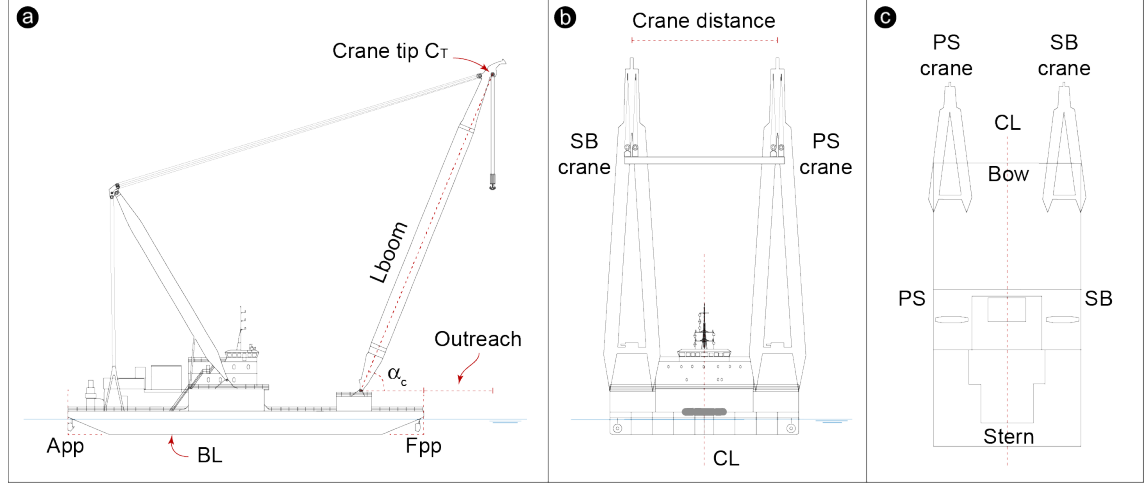 a
Crane tip CT
Lboom
Outreach
αc
App
BL
Fpp
b
Crane distance
SB
crane
PS
crane
CL
c
PS
crane
SB
crane
CL
Bow
PS
SB
Stern